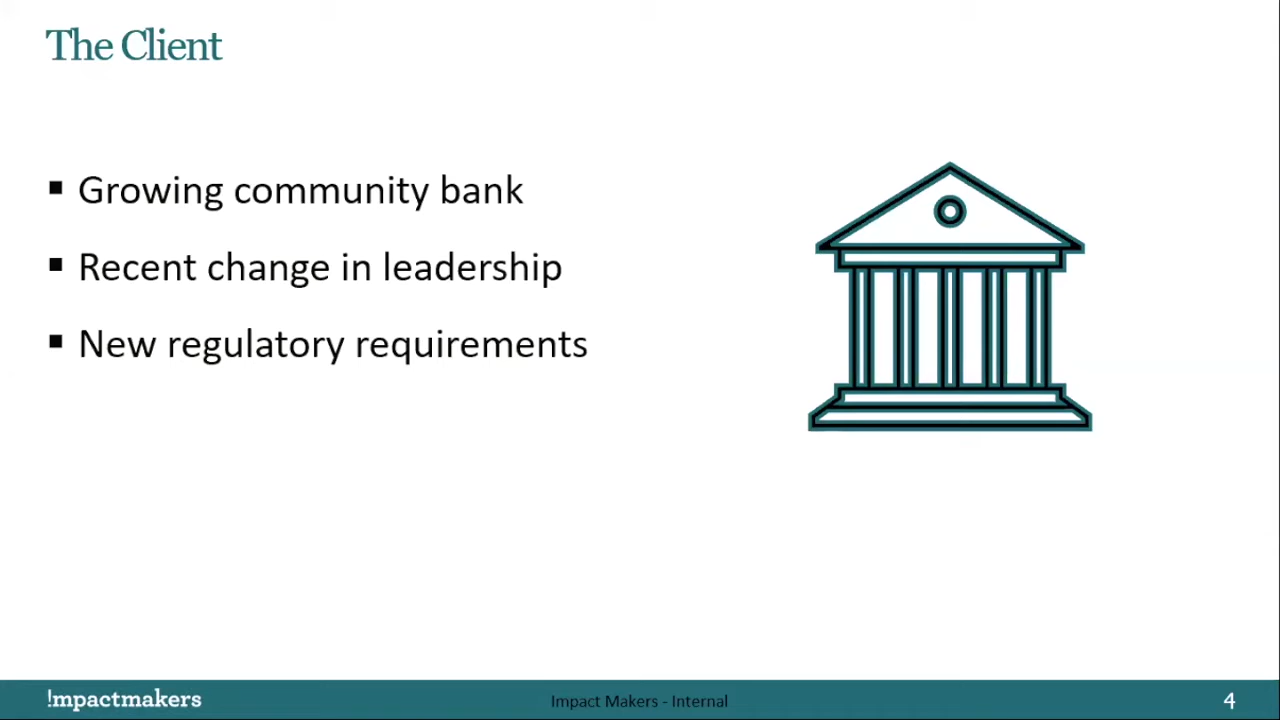 The Client
▪ Growing community bank
▪ Recent change in leadership
▪ New regulatory requirements
!mpactmakers
Impact Makers - Internal
4